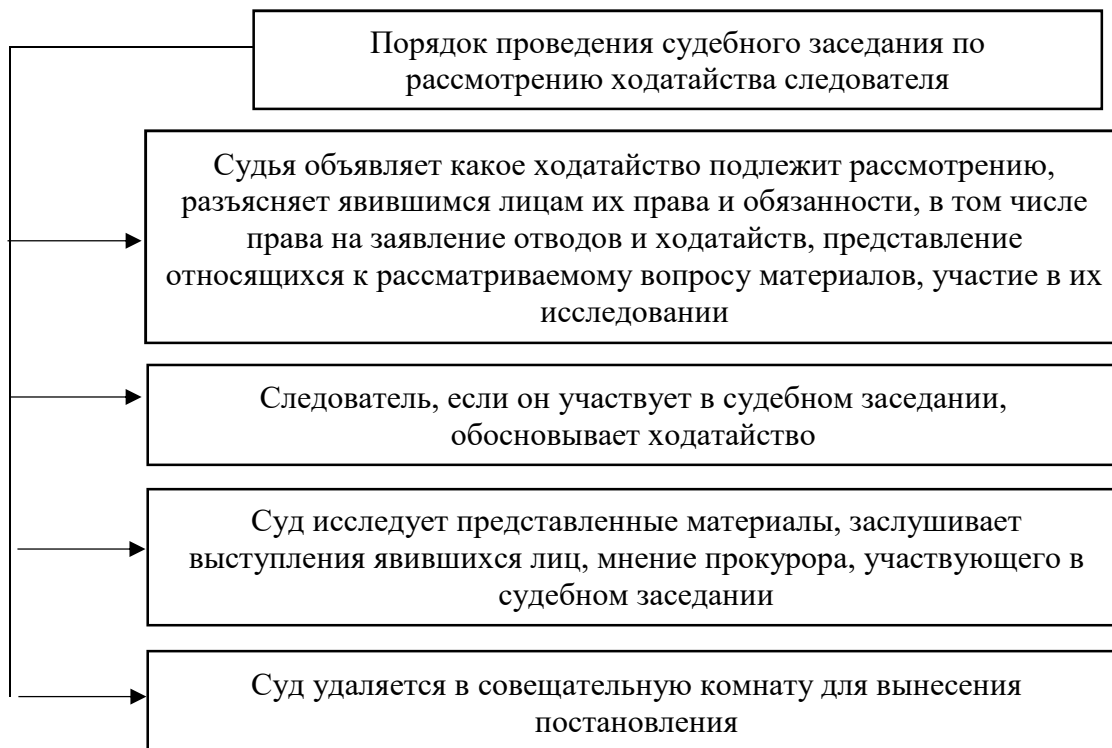 Порядок проведения судебного заседания по
рассмотрению ходатайства следователя
Судья объявляет какое ходатайство подлежит рассмотрению,
разъясняет явившимся лицам их права и обязанности, в том числе
права на заявление отводов и ходатайств, представление
относящихся к рассматриваемому вопросу материалов, участие в их
исследовании
Следователь, если он участвует в судебном заседании,
обосновывает ходатайство
Суд исследует представленные материалы, заслушивает
выступления явившихся лиц, мнение прокурора, участвующего в
судебном заседании
Суд удаляется в совещательную комнату для вынесения
постановления